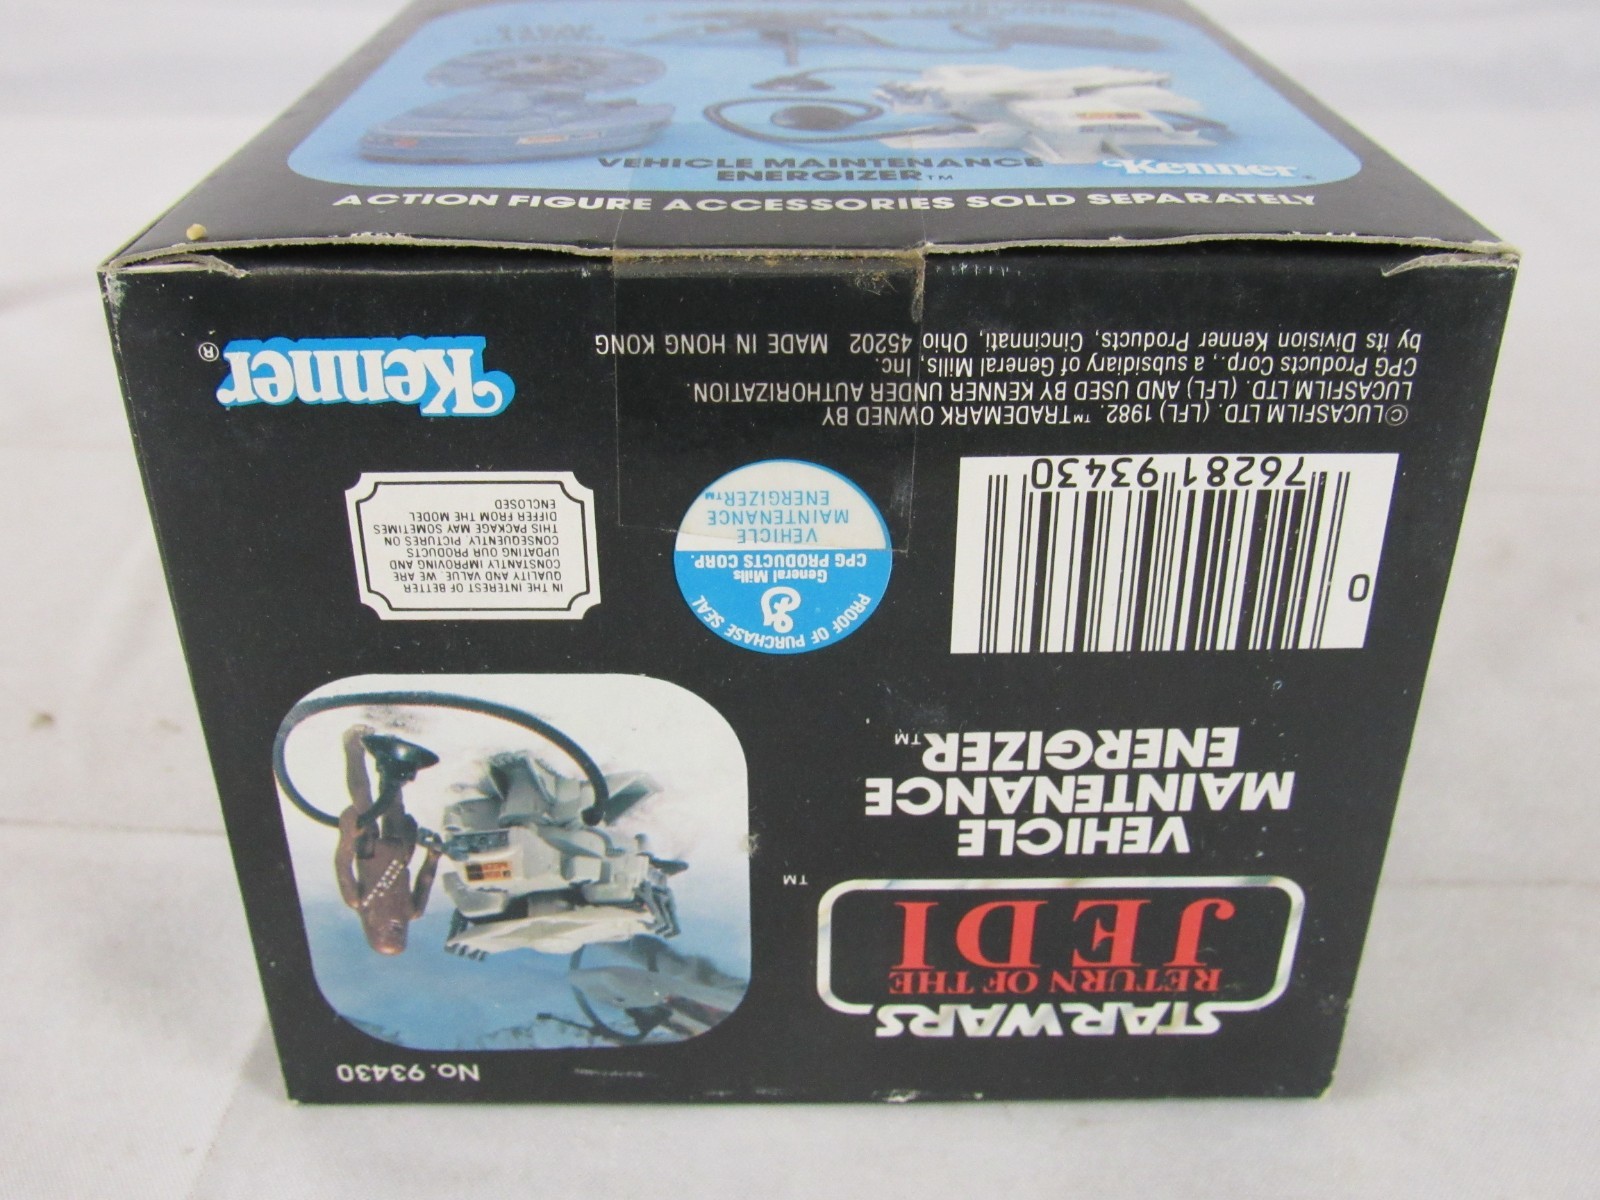 VEHICLE MAINTENANCE
ENERGIZER™
Kenner®
ACTION FIGURE ACCESSORIES SOLD SEPARATELY
No. 93430
STAR WARS
RETURN OF THE
JEDI
™
VEHICLE
MAINTENANCE
ENERGIZER™
0
76281 93430
PROOF OF PURCHASE SEAL
General Mills
CPG PRODUCTS CORP.
VEHICLE
MAINTENANCE
ENERGIZER™
IN THE INTEREST OF BETTER
QUALITY AND VALUE, WE ARE
CONSTANTLY IMPROVING AND
UPDATING OUR PRODUCTS
CONSEQUENTLY, PICTURES ON
THIS PACKAGE MAY SOMETIMES
DIFFER FROM THE MODEL
ENCLOSED
© LUCASFILM LTD. (LFL) 1982. ™TRADEMARK OWNED BY
LUCASFILM LTD. (LFL) AND USED BY KENNER UNDER AUTHORIZATION.
CPG Products Corp., a subsidiary of General Mills, Inc.
by its Division Kenner Products, Cincinnati, Ohio, 45202 MADE IN HONG KONG
Kenner®